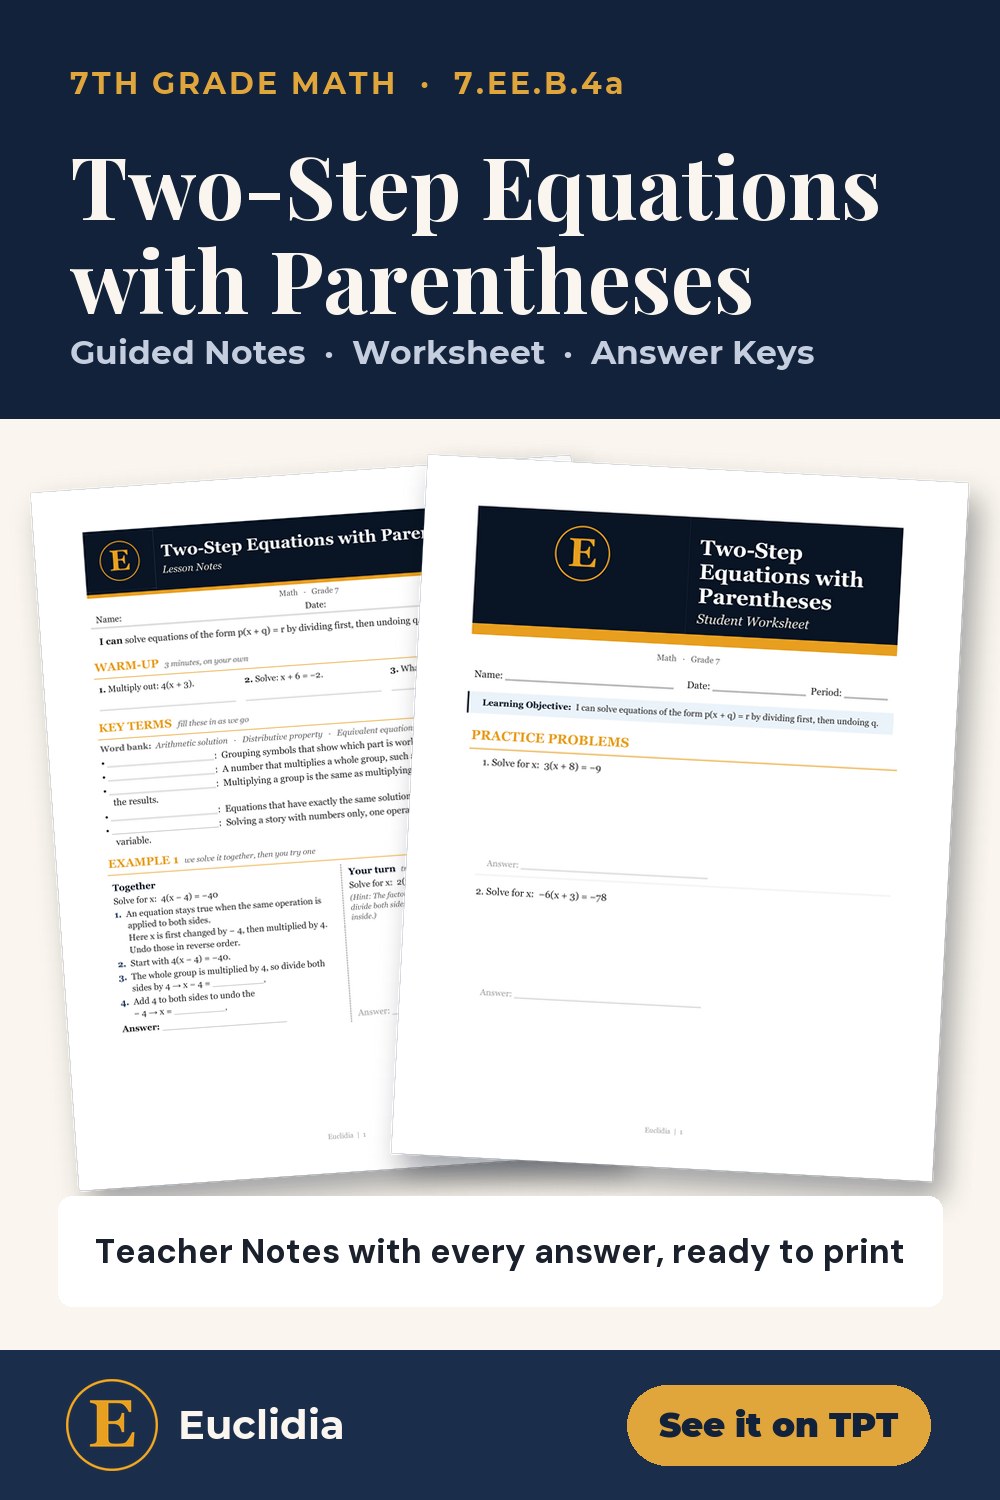 7TH GRADE MATH · 7.EE.B.4a
Two-Step Equations
with Parentheses
Guided Notes · Worksheet · Answer Keys
E
Two-Step Equations with
Lesson Notes
Math · Grade 7
Name:
Date:
I can solve equations of the form p(x + q) = r by dividing first, then undoing q
WARM-UP 3 minutes, on your own
1. Multiply out: 4(x + 3).
2. Solve: x + 6 = −2.
3.
KEY TERMS fill these in as we go
Word bank: Arithmetic solution · Distributive property · Equivalent
• : Grouping symbols that show which part is
• : A number that multiplies a whole group, such
• : Multiplying a group is the same as multiplying
the results.
• : Equations that have exactly the same solution
• : Solving a story with numbers only, one
variable.
EXAMPLE 1 we solve it together, then you try one
Together
Solve for x: 4(x − 4) = −40
1. An equation stays true when the same operation is
applied to both sides.
Here x is first changed by − 4, then multiplied by 4.
Undo those in reverse order.
2. Start with 4(x − 4) = −40.
3. The whole group is multiplied by 4, so divide both
sides by 4 → x − 4 = .
4. Add 4 to both sides to undo the
− 4 → x = .
Answer:
Your turn
Solve for x: 2(
(Hint: The
divide both
inside.)
Answer:
Euclidia | 1
E
Two-Step
Equations with
Parentheses
Student Worksheet
Math · Grade 7
Name: Date: Period:
Learning Objective: I can solve equations of the form p(x + q) = r by dividing first, then undoing q.
PRACTICE PROBLEMS
1. Solve for x: 3(x + 8) = −9
Answer:
2. Solve for x: −6(x + 3) = −78
Answer:
Euclidia | 1
Teacher Notes with every answer, ready to print
E
Euclidia
See it on TPT